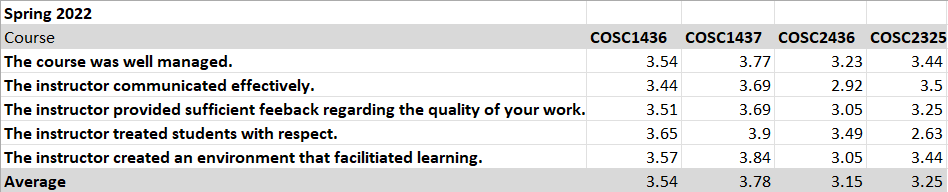 Spring 2022
Course COSC1436 COSC1437 COSC2436 COSC2325
The course was well managed. 3.54 3.77 3.23 3.44
The instructor communicated effectively. 3.44 3.69 2.92 3.5
The instructor provided sufficient feeback regarding the quality of your work. 3.51 3.69 3.05 3.25
The instructor treated students with respect. 3.65 3.9 3.49 2.63
The instructor created an environment that facilitiated learning. 3.57 3.84 3.05 3.44
Average 3.54 3.78 3.15 3.25